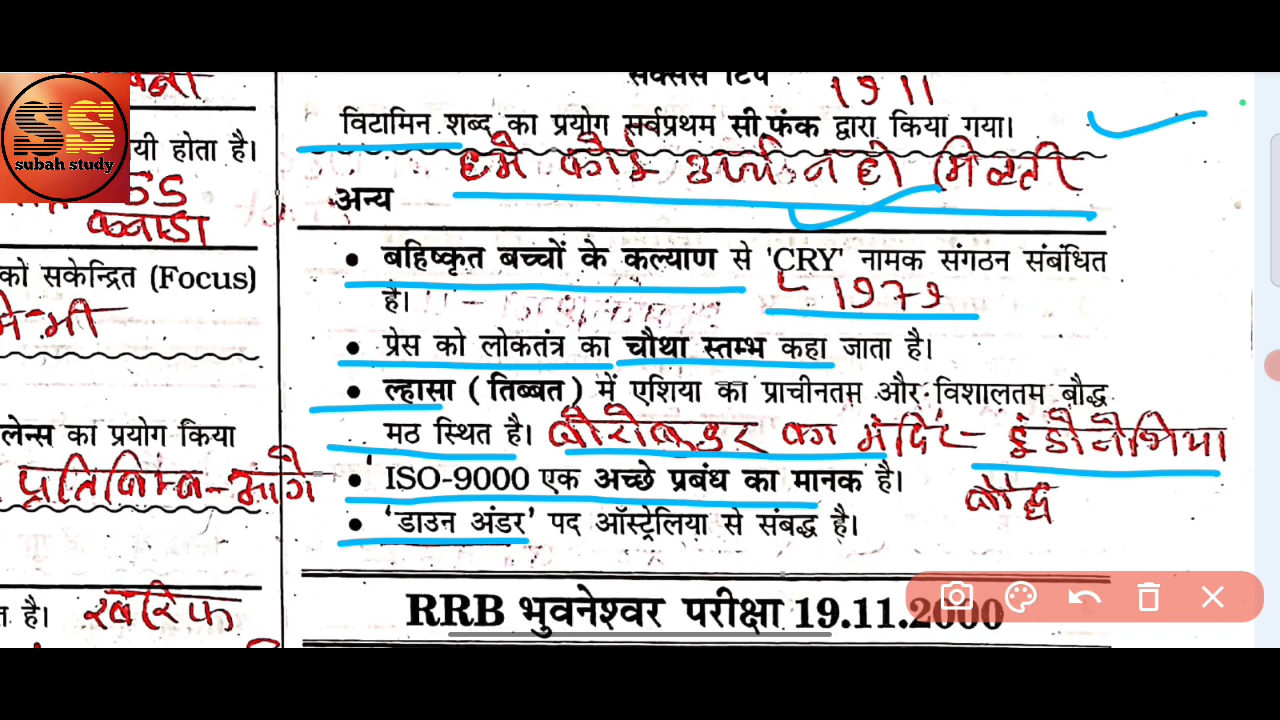 सक्सेस टिप
1911
विटामिन शब्द का प्रयोग सर्वप्रथम सी फंक द्वारा किया गया।
हमे कोई उर्जा नही मिलती
अन्य
• बहिष्कृत बच्चों के कल्याण से 'CRY' नामक संगठन संबंधित
है।
1979
• प्रेस को लोकतंत्र का चौथा स्तम्भ कहा जाता है।
• ल्हासा (तिब्बत) में एशिया का प्राचीनतम और विशालतम बौद्ध
मठ स्थित है। बोरोबुडर का मंदिर - इंडोनेशिया
• ISO-9000 एक अच्छे प्रबंध का मानक है।
बौद्ध
• ‘डाउन अंडर’ पद ऑस्ट्रेलिया से संबद्ध है।
RRB भुवनेश्वर परीक्षा 19.11.2000
SS
subah study
यी होता है।
को सकेन्द्रित (Focus)
लेन्स का प्रयोग किया
प्रतिबिम्ब - आगे
त है। खरिफ